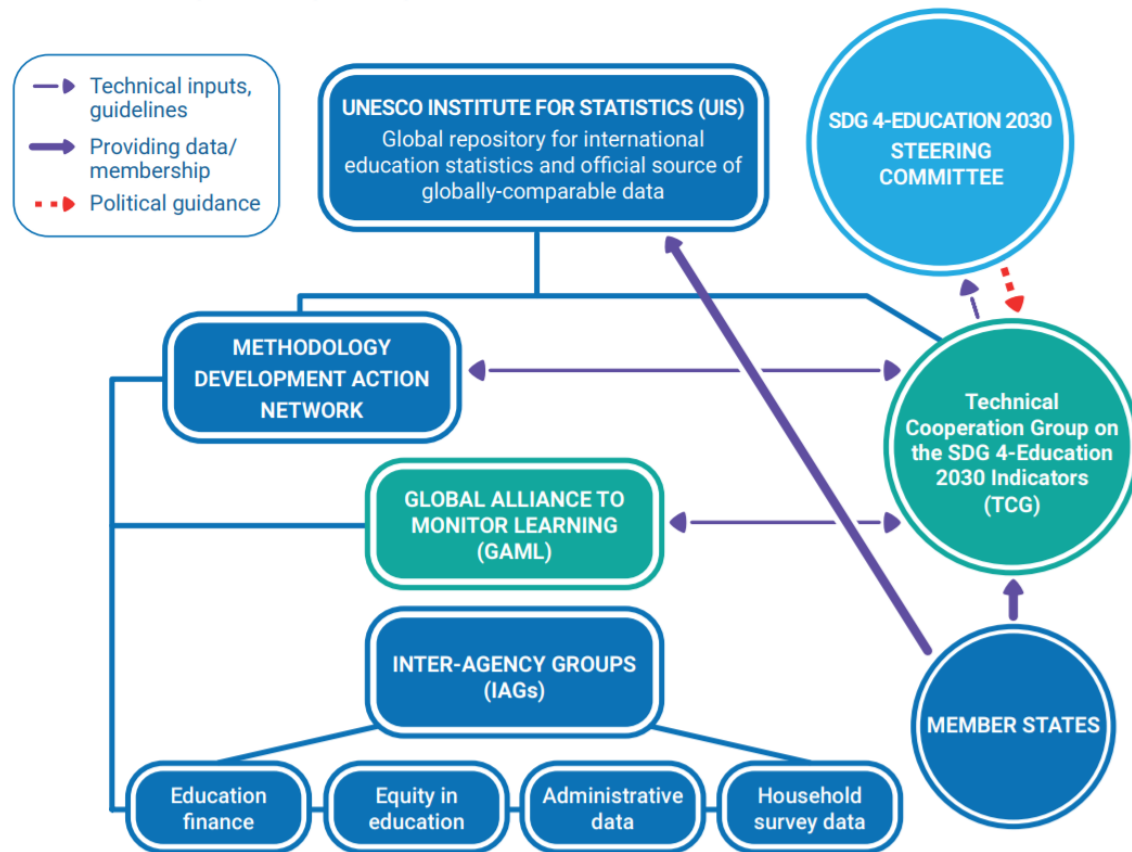 Technical inputs,
guidelines
Providing data/
membership
Political guidance
UNESCO INSTITUTE FOR STATISTICS (UIS)
Global repository for international
education statistics and official source of
globally-comparable data
SDG 4-EDUCATION 2030
STEERING
COMMITTEE
METHODOLOGY
DEVELOPMENT ACTION
NETWORK
Technical
Cooperation Group on
the SDG 4-Education
2030 Indicators
(TCG)
GLOBAL ALLIANCE TO
MONITOR LEARNING
(GAML)
INTER-AGENCY GROUPS
(IAGs)
MEMBER STATES
Education
finance
Equity in
education
Administrative
data
Household
survey data